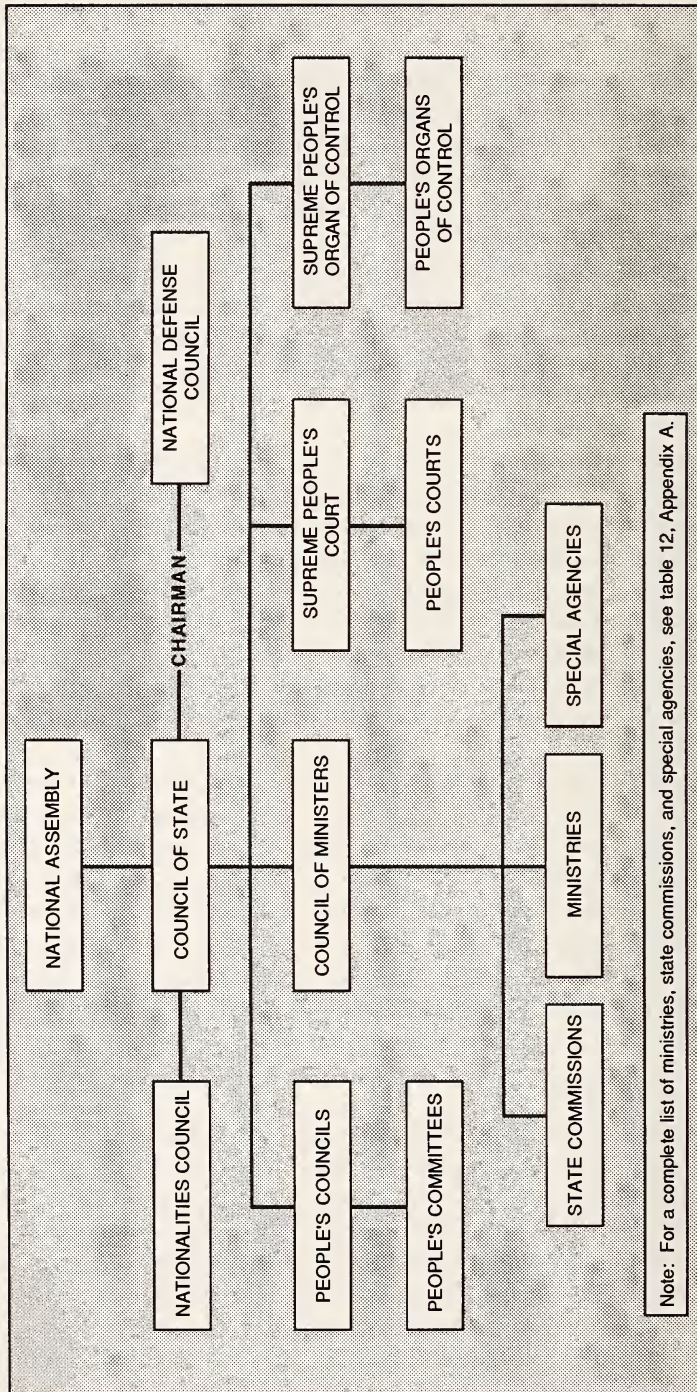 NATIONAL ASSEMBLY
NATIONALITIES COUNCIL
COUNCIL OF STATE
CHAIRMAN
NATIONAL DEFENSE
COUNCIL
PEOPLE'S COUNCILS
COUNCIL OF MINISTERS
SUPREME PEOPLE'S
COURT
SUPREME PEOPLE'S
ORGAN OF CONTROL
PEOPLE'S COMMITTEES
PEOPLE'S COURTS
PEOPLE'S ORGANS
OF CONTROL
STATE COMMISSIONS
MINISTRIES
SPECIAL AGENCIES
Note: For a complete list of ministries, state commissions, and special agencies, see table 12, Appendix A.